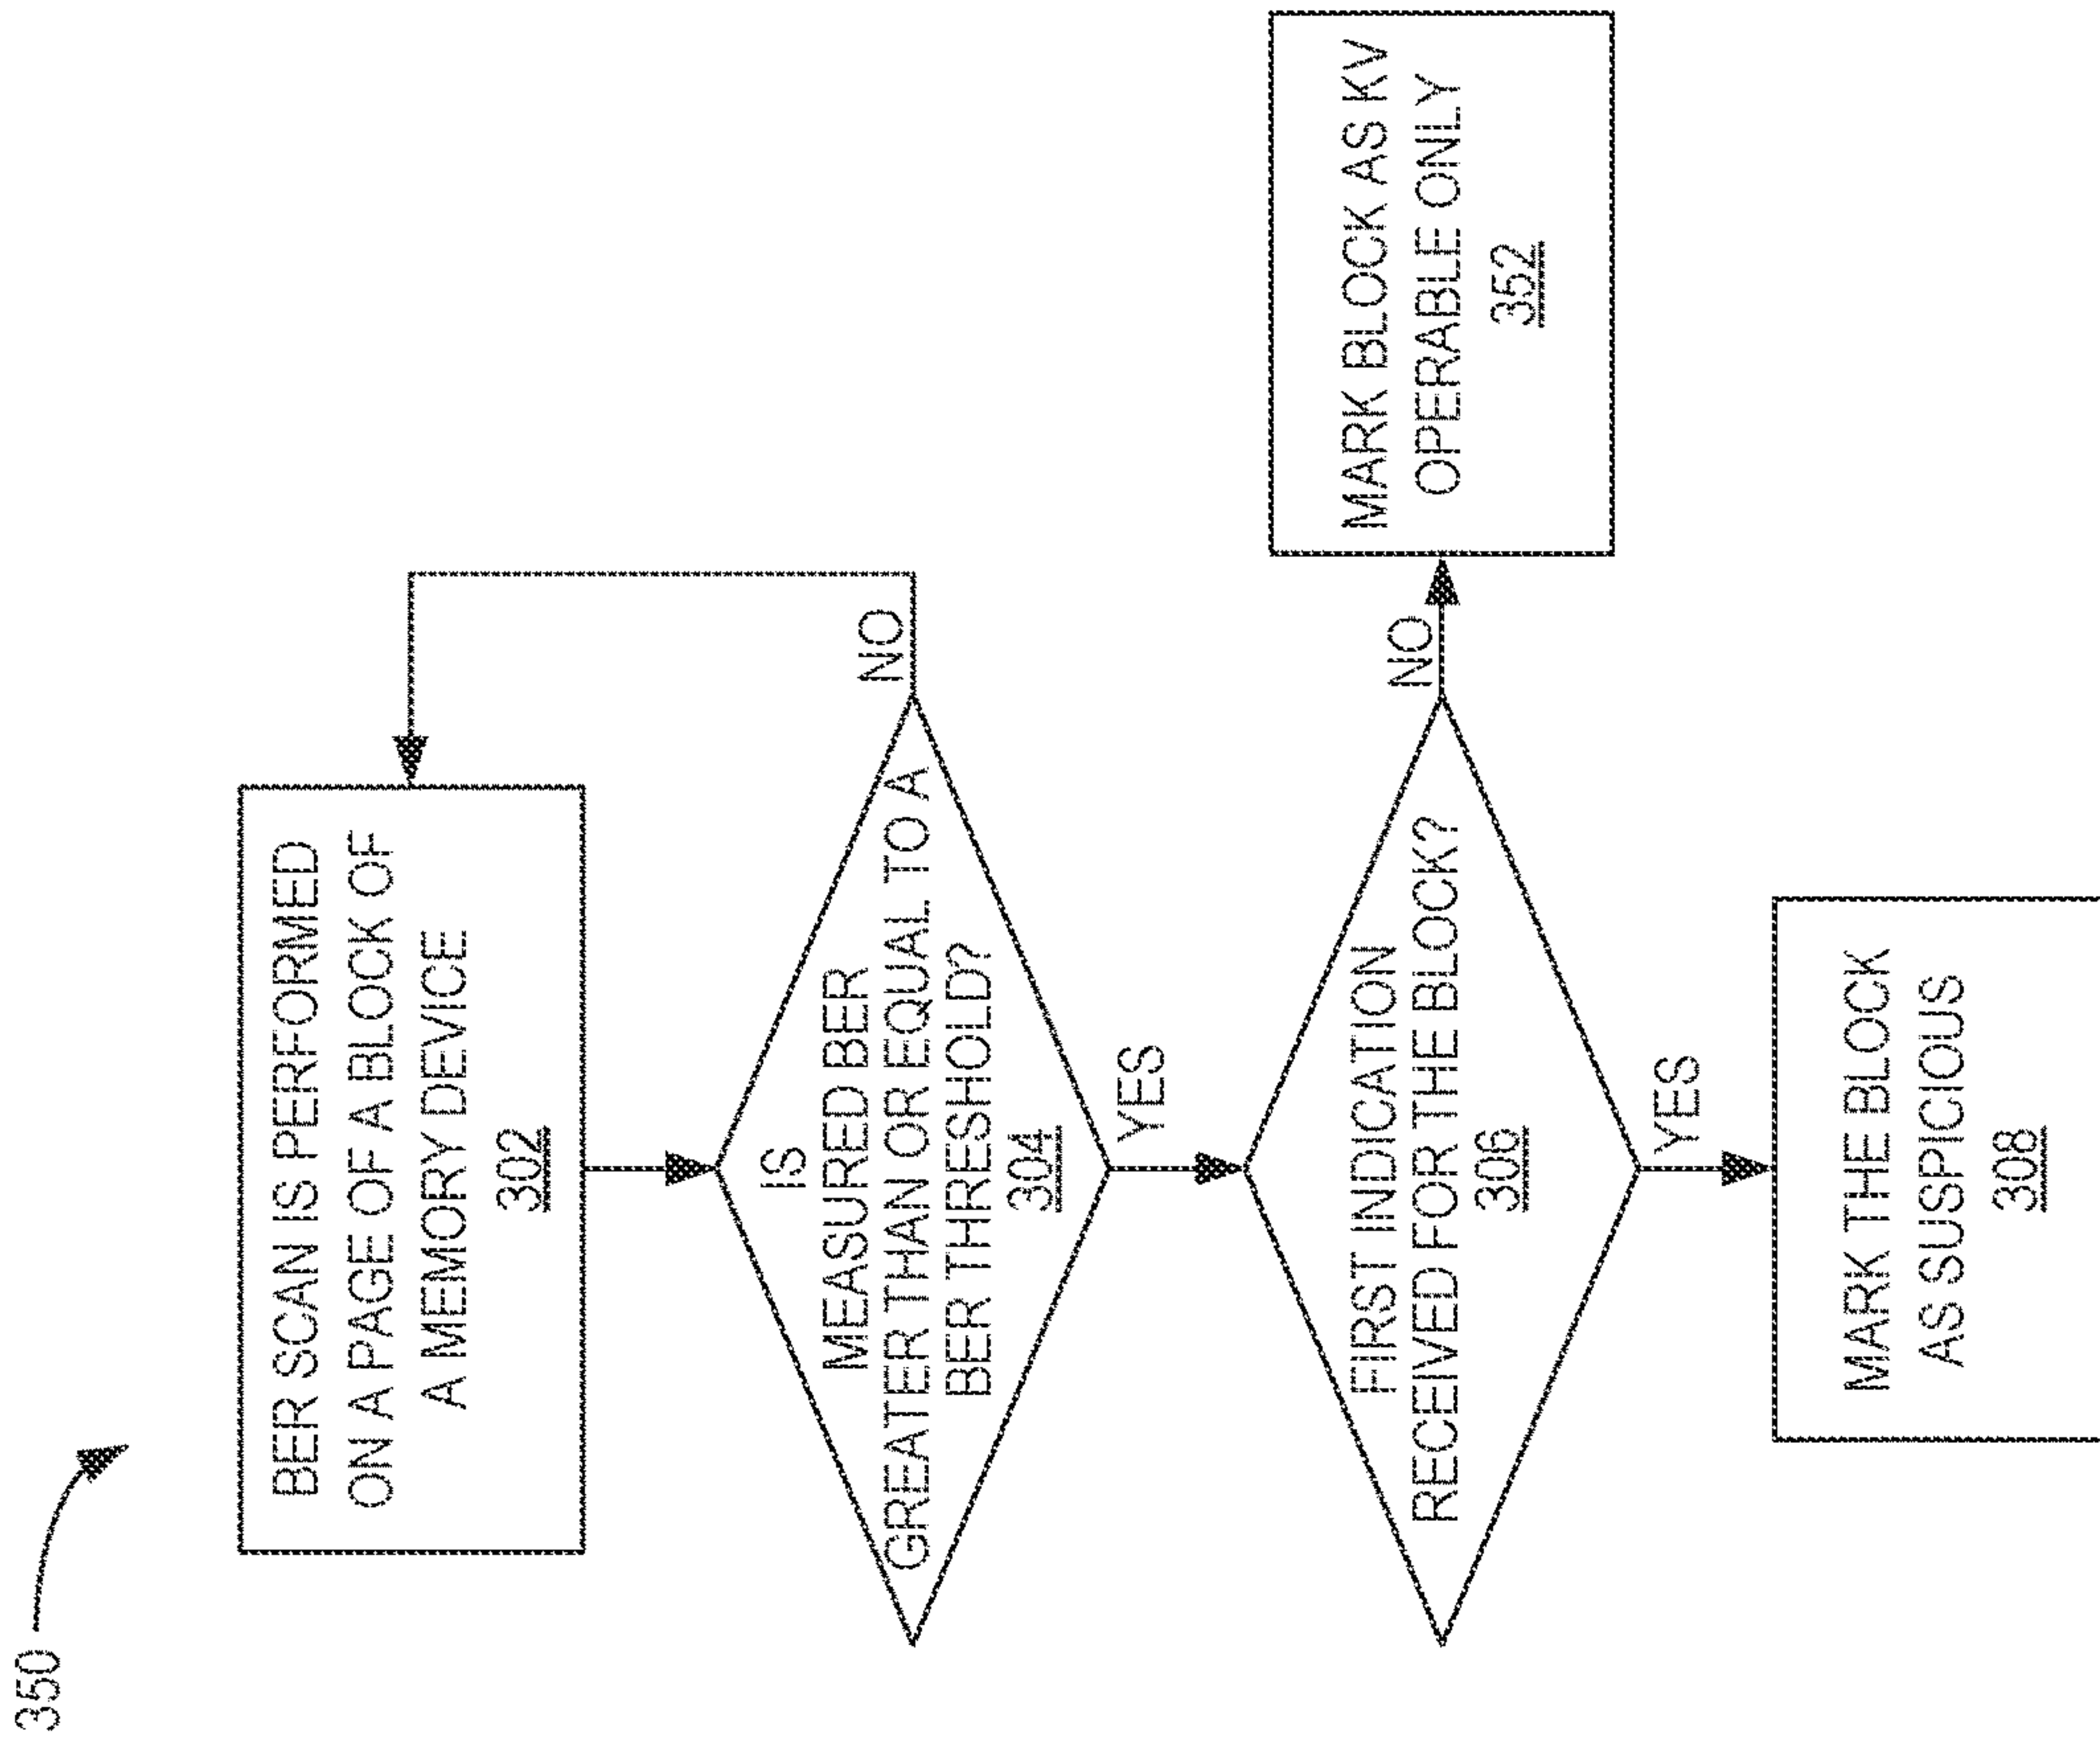 350
BER SCAN IS PERFORMED
ON A PAGE OF A BLOCK OF
A MEMORY DEVICE
302
IS
MEASURED BER
GREATER THAN OR EQUAL TO A
BER THRESHOLD?
304
NO
YES
FIRST INDICATION
RECEIVED FOR THE BLOCK?
306
NO
MARK BLOCK AS KV
OPERABLE ONLY
352
YES
MARK THE BLOCK
AS SUSPICIOUS
308